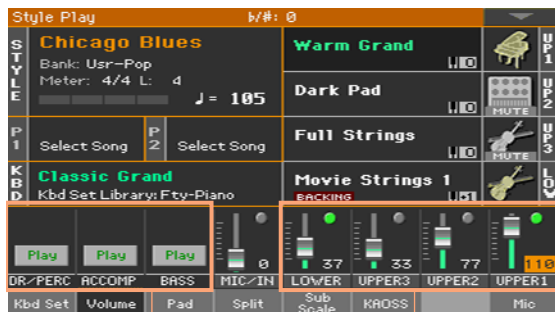 Style Play
♭/#: 0
STYLE
Chicago Blues
Bank: Usr-Pop
Meter: 4/4 L: 4
♩= 105
P1
Select Song
P2
Select Song
KBD
Classic Grand
Kbd Set Library: Fty-Piano
Warm Grand
UP1
Dark Pad
MUTE
UP2
Full Strings
MUTE
UP3
Movie Strings 1
BACKING
LOW
Play
Play
Play
0
37
33
77
110
DR/PERC
ACCOMP
BASS
MIC/IN
LOWER
UPPER3
UPPER2
UPPER1
Kbd Set
Volume
Pad
Split
Sub
Scale
KAOSS
Mic